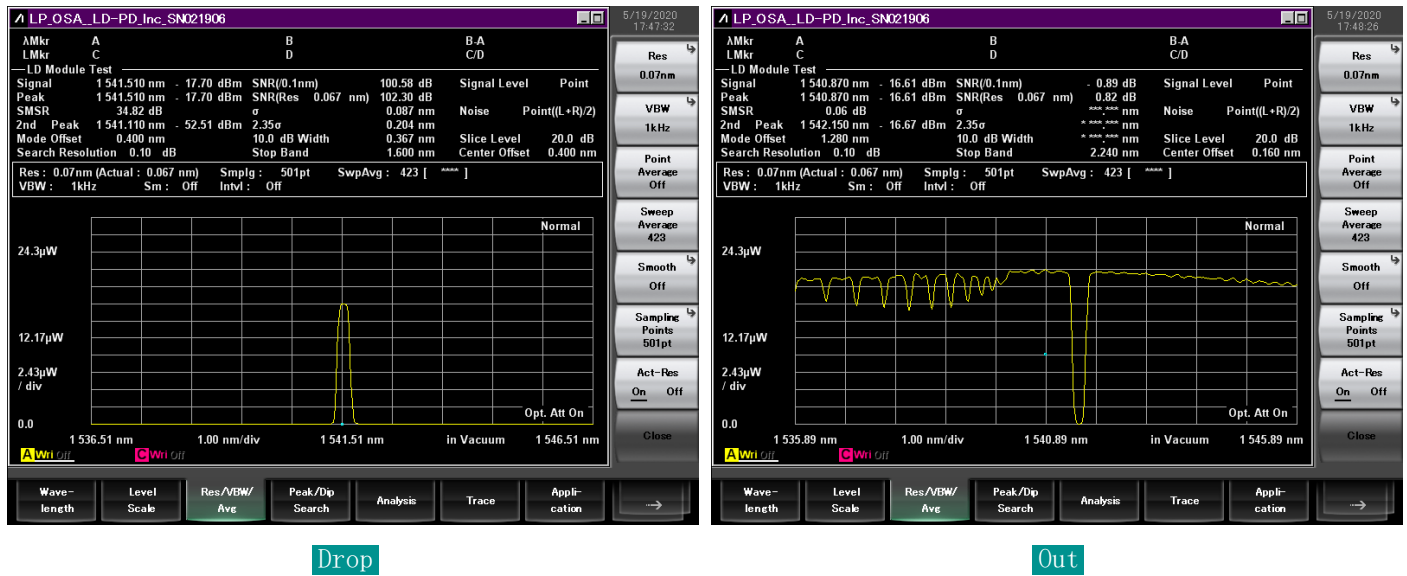 LP_OSA__LD-PD_Inc_SN021906
5/19/2020
17:47:32
λMkr A B B-A
LMkr C D C/D
LD Module Test
Signal 1 541.510 nm - 17.70 dBm SNR(/0.1nm) 100.58 dB Signal Level Point
Peak 1 541.510 nm - 17.70 dBm SNR(Res 0.067 nm) 102.30 dB
SMSR 34.82 dB σ 0.087 nm Noise Point((L+R)/2)
2nd Peak 1 541.110 nm - 52.51 dBm 2.35σ 0.204 nm
Mode Offset 0.400 nm 10.0 dB Width 0.367 nm Slice Level 20.0 dB
Search Resolution 0.10 dB Stop Band 1.600 nm Center Offset 0.400 nm
Res : 0.07nm (Actual : 0.067 nm) Smplg : 501pt SwpAvg : 423 [ **** ]
VBW : 1kHz Sm : Off Intvl : Off
Normal
24.3µW
12.17µW
2.43µW
/ div
0.0
Opt. Att On
1 536.51 nm 1.00 nm/div 1 541.51 nm in Vacuum 1 546.51 nm
A Wri Off C Wri Off
Res
0.07nm
VBW
1kHz
Point
Average
Off
Sweep
Average
423
Smooth
Off
Sampling
Points
501pt
Act-Res
On Off
Close
Wave-
length
Level
Scale
Res/VBW/
Avg
Peak/Dip
Search
Analysis
Trace
Appli-
cation
Drop
LP_OSA__LD-PD_Inc_SN021906
5/19/2020
17:48:26
λMkr A B B-A
LMkr C D C/D
LD Module Test
Signal 1 540.870 nm - 16.61 dBm SNR(/0.1nm) - 0.89 dB Signal Level Point
Peak 1 540.870 nm - 16.61 dBm SNR(Res 0.067 nm) 0.82 dB
SMSR 0.06 dB σ ***.*** nm Noise Point((L+R)/2)
2nd Peak 1 542.150 nm - 16.67 dBm 2.35σ ****.*** nm
Mode Offset 1.280 nm 10.0 dB Width ****.*** nm Slice Level 20.0 dB
Search Resolution 0.10 dB Stop Band 2.240 nm Center Offset 0.160 nm
Res : 0.07nm (Actual : 0.067 nm) Smplg : 501pt SwpAvg : 423 [ **** ]
VBW : 1kHz Sm : Off Intvl : Off
Normal
24.3µW
12.17µW
2.43µW
/ div
0.0
Opt. Att On
1 535.89 nm 1.00 nm/div 1 540.89 nm in Vacuum 1 545.89 nm
A Wri Off C Wri Off
Res
0.07nm
VBW
1kHz
Point
Average
Off
Sweep
Average
423
Smooth
Off
Sampling
Points
501pt
Act-Res
On Off
Close
Wave-
length
Level
Scale
Res/VBW/
Avg
Peak/Dip
Search
Analysis
Trace
Appli-
cation
Out